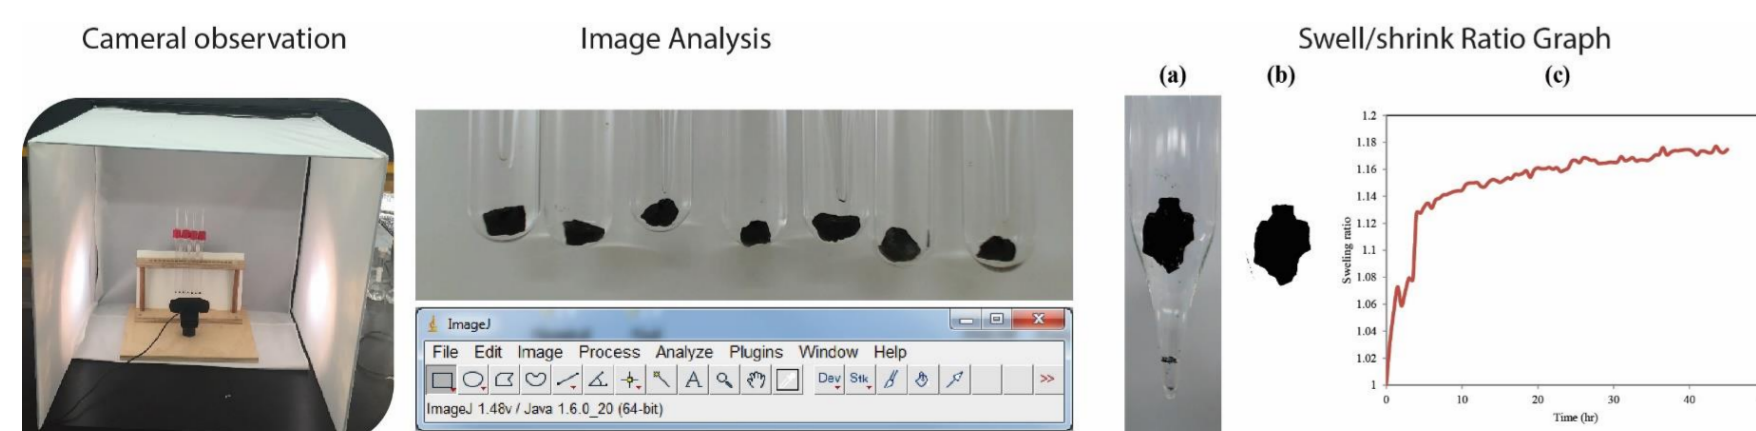 Cameral observation
Image Analysis
Swell/shrink Ratio Graph
(a)
(b)
(c)
ImageJ
File Edit Image Process Analyze Plugins Window Help
Dev Stk >>
ImageJ 1.48v / Java 1.6.0_20 (64-bit)
Sweling ratio
1.2
1.18
1.16
1.14
1.12
1.1
1.08
1.06
1.04
1.02
1
0 10 20 30 40
Time (hr)